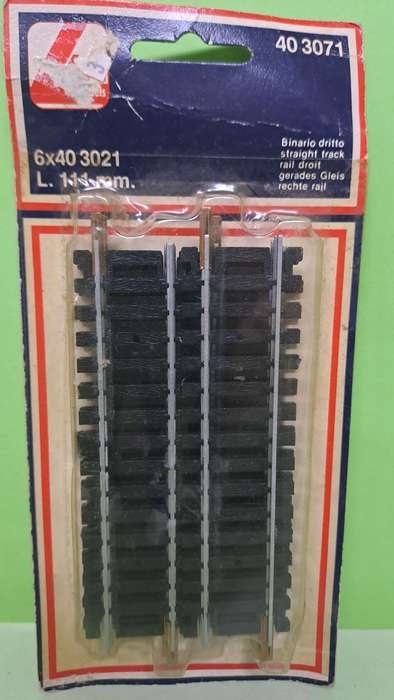 40 3071
6x40 3021
L. 111 mm.
Binario dritto
straight track
rail droit
gerades Gleis
rechte rail